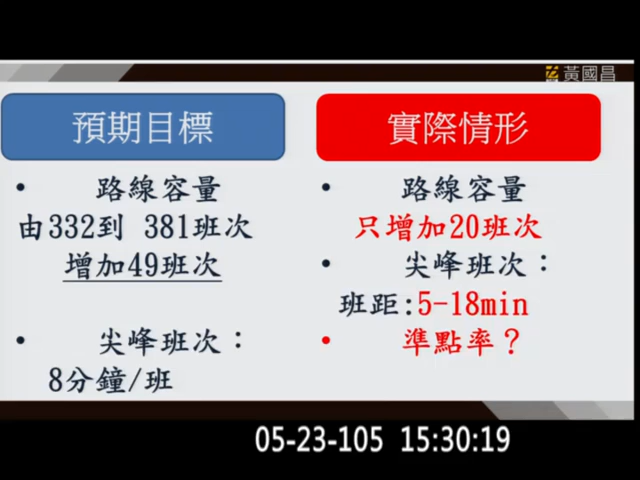 黃國昌
預期目標
• 路線容量
由332到 381班次
增加49班次
• 尖峰班次：
8分鐘/班
實際情形
• 路線容量
只增加20班次
• 尖峰班次：
班距:5-18min
• 準點率？
05-23-105 15:30:19